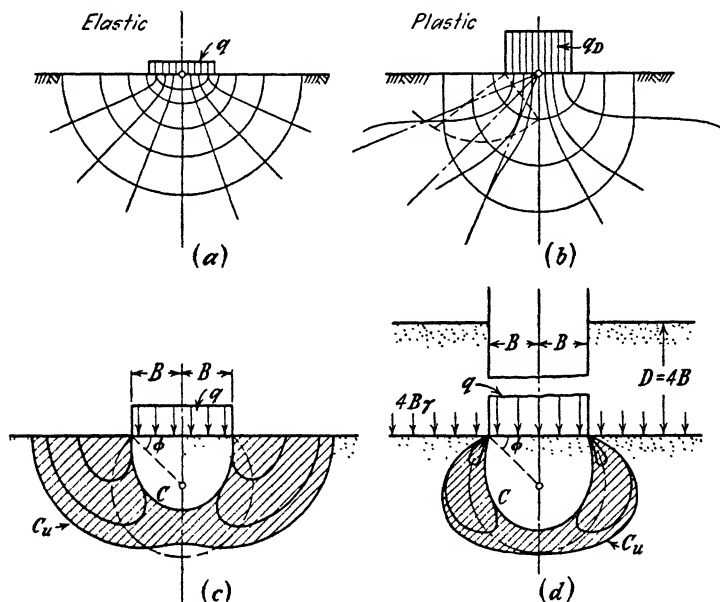 Elastic
q
(a)
Plastic
q_D
(b)
B B
q
ϕ
C
C_u
(c)
B B
D=4B
q
4Bγ
ϕ
C
C_u
(d)